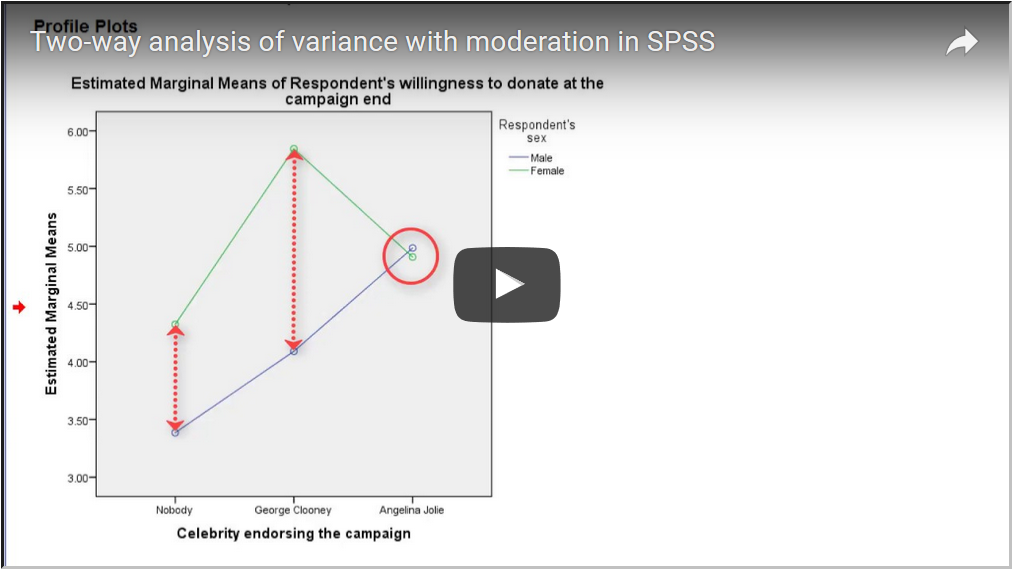 Profile Plots
Two-way analysis of variance with moderation in SPSS
Estimated Marginal Means of Respondent's willingness to donate at the
campaign end
Respondent's
sex
Male
Female
Estimated Marginal Means
6.00
5.50
5.00
4.50
4.00
3.50
3.00
Nobody
George Clooney
Angelina Jolie
Celebrity endorsing the campaign